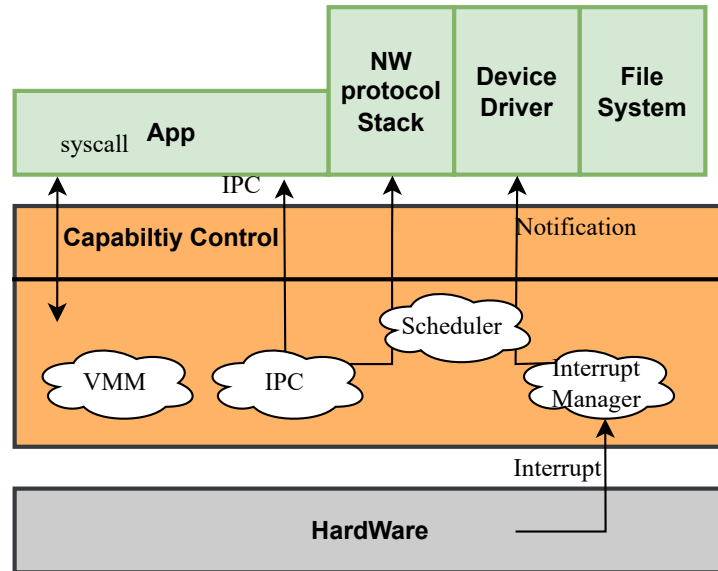 NW
protocol
Stack
Device
Driver
File
System
App
syscall
IPC
Capabiltiy Control
Notification
Scheduler
VMM
IPC
Interrupt
Manager
Interrupt
HardWare